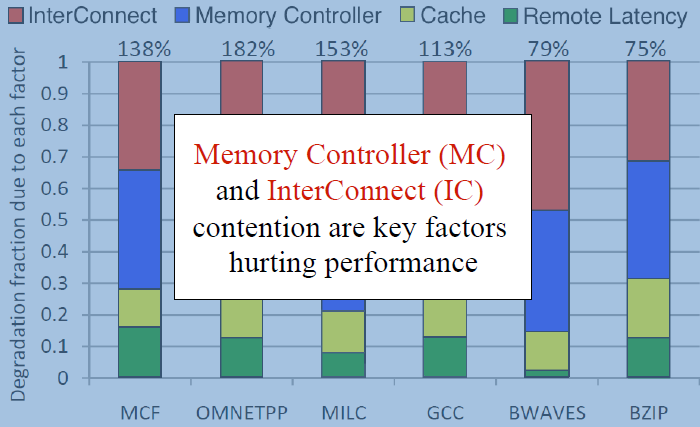 InterConnect Memory Controller Cache Remote Latency
138% 182% 153% 113% 79% 75%
Degradation fraction due to each factor
1
0.9
0.8
0.7
0.6
0.5
0.4
0.3
0.2
0.1
0
Memory Controller (MC)
and InterConnect (IC)
contention are key factors
hurting performance
MCF OMNETPP MILC GCC BWAVES BZIP